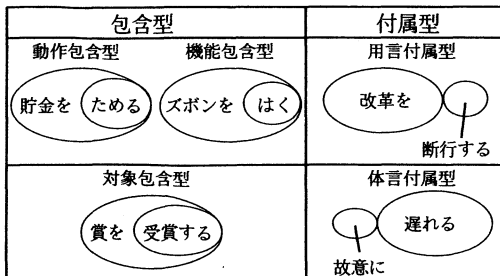 包含型
付属型
動作包含型
機能包含型
貯金を ためる
ズボンを はく
用言付属型
改革を
断行する
対象包含型
賞を 受賞する
体言付属型
遅れる
故意に